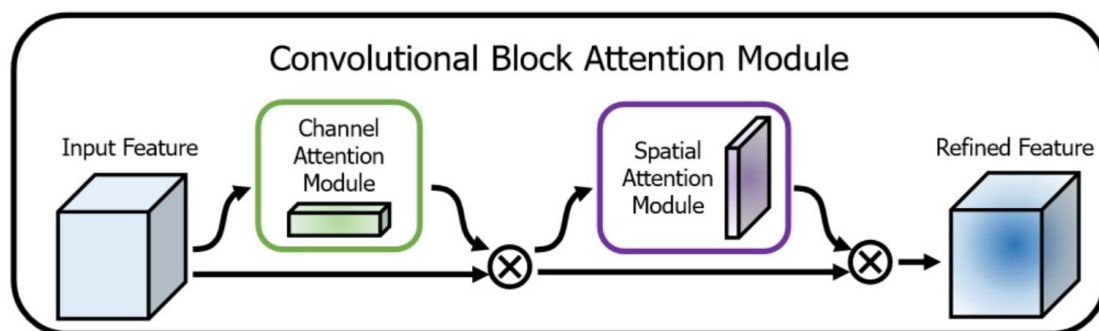 Convolutional Block Attention Module
Input Feature
Channel
Attention
Module
Spatial
Attention
Module
Refined Feature